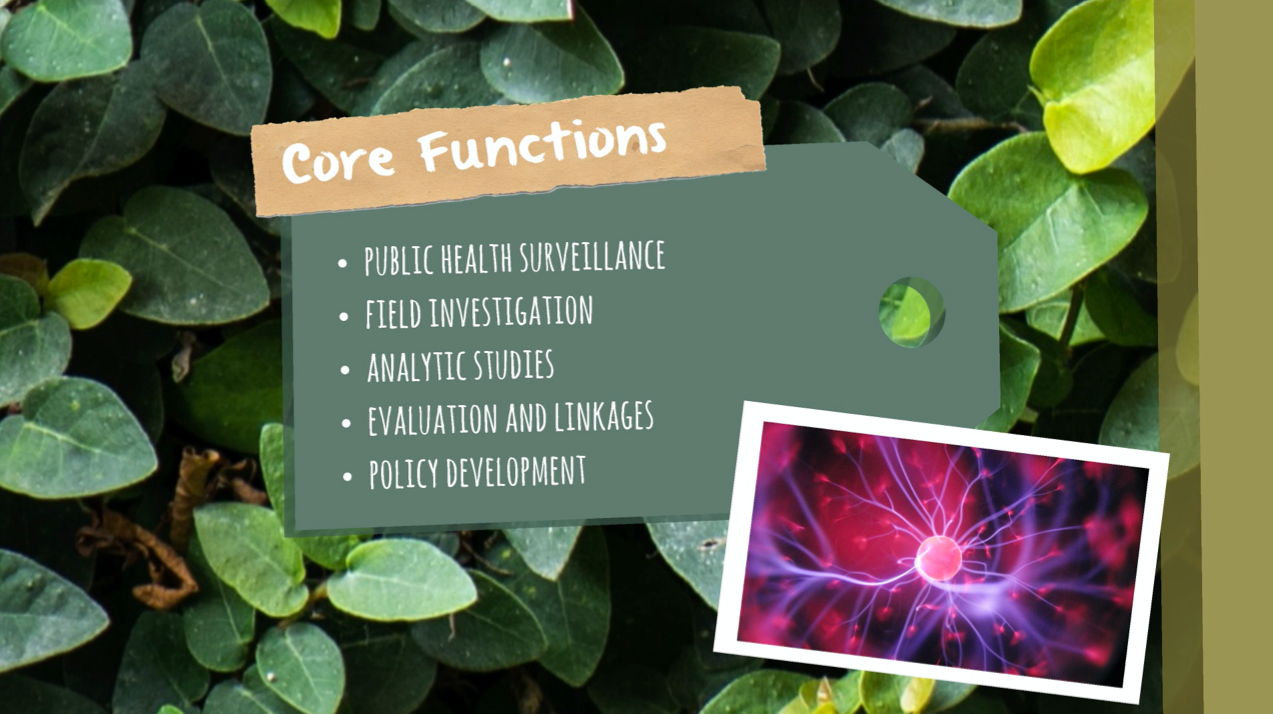 Core Functions
• PUBLIC HEALTH SURVEILLANCE
• FIELD INVESTIGATION
• ANALYTIC STUDIES
• EVALUATION AND LINKAGES
• POLICY DEVELOPMENT